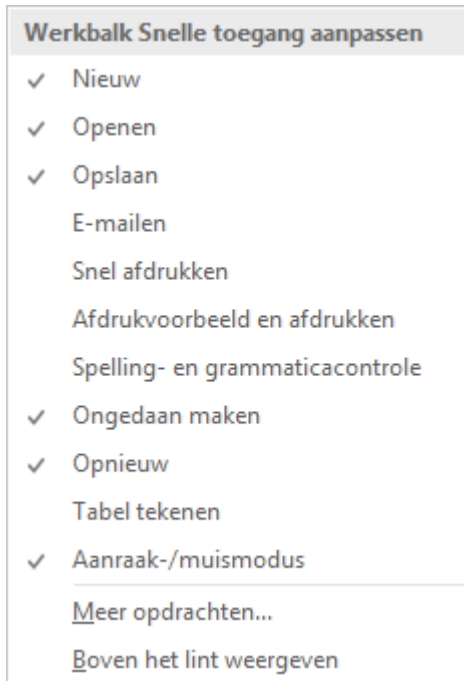 Werkbalk Snelle toegang aanpassen
Nieuw
Openen
Opslaan
E-mailen
Snel afdrukken
Afdrukvoorbeeld en afdrukken
Spelling- en grammaticacontrole
Ongedaan maken
Opnieuw
Tabel tekenen
Aanraak-/muismodus
Meer opdrachten...
Boven het lint weergeven